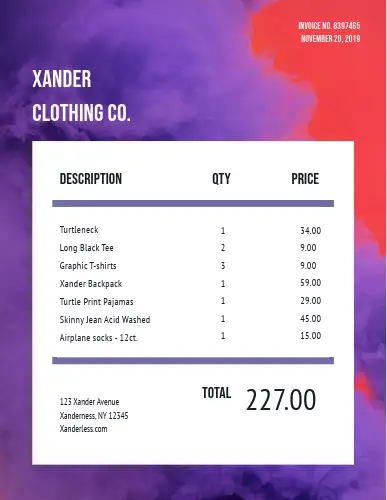 INVOICE NO. 8397465
NOVEMBER 20, 2019
XANDER
CLOTHING CO.
DESCRIPTION QTY PRICE
Turtleneck 1 34.00
Long Black Tee 2 9.00
Graphic T-shirts 3 9.00
Xander Backpack 1 59.00
Turtle Print Pajamas 1 29.00
Skinny Jean Acid Washed 1 45.00
Airplane socks - 12ct. 1 15.00
TOTAL 227.00
123 Xander Avenue
Xanderness, NY 12345
Xanderless.com